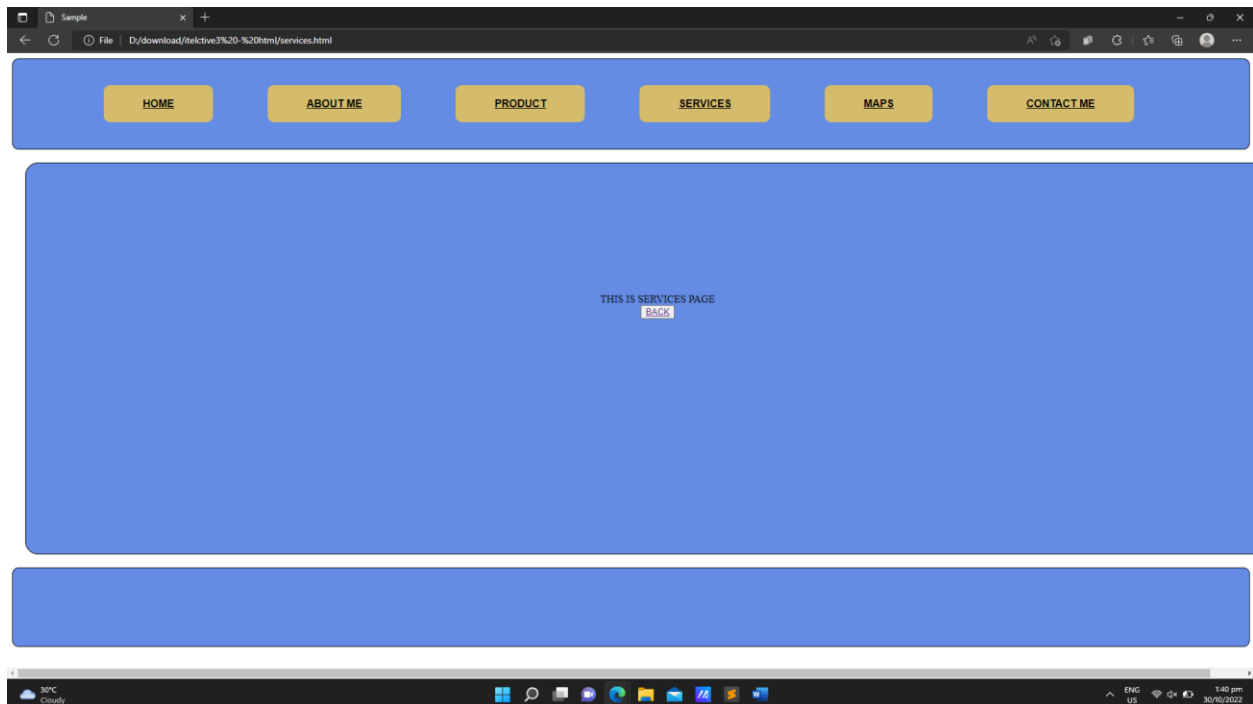 Sample
File D:/download/itelctive3%20-%20html/services.html
HOME ABOUT ME PRODUCT SERVICES MAPS CONTACT ME
THIS IS SERVICES PAGE
BACK
30°C
Cloudy
ENG
US
1:40 pm
30/10/2022